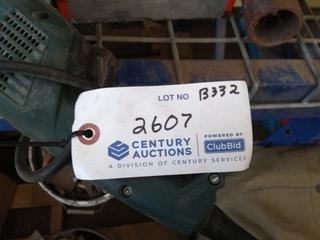 LOT NO B332
2607
CENTURY
AUCTIONS
POWERED BY
ClubBid
A DIVISION OF CENTURY SERVICES